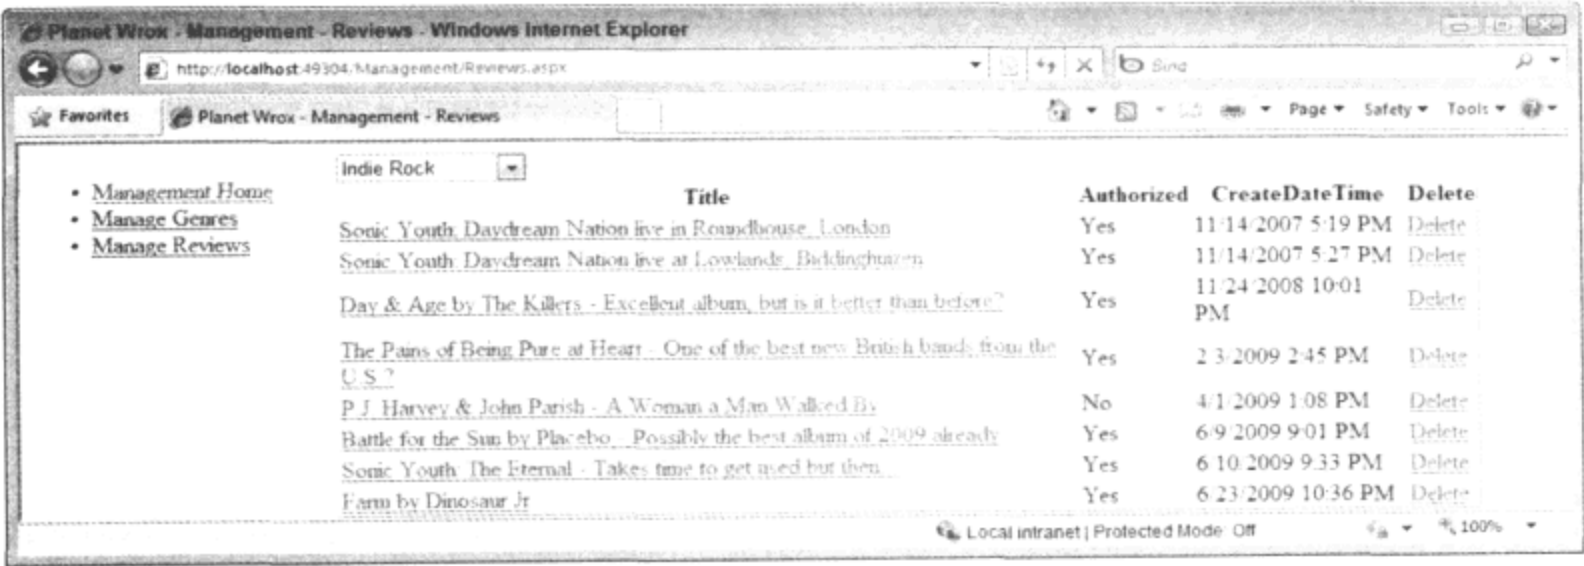 Planet Wrox - Management - Reviews - Windows Internet Explorer
http://localhost:49304/Management/Reviews.aspx
Bing
Favorites Planet Wrox - Management - Reviews Page Safety Tools
Indie Rock
• Management Home
• Manage Genres
• Manage Reviews
Title Authorized CreateDateTime Delete
Sonic Youth: Daydream Nation live in Roundhouse, London Yes 11/14/2007 5:19 PM Delete
Sonic Youth: Daydream Nation live at Lowlands, Biddinghuizen Yes 11/14/2007 5:27 PM Delete
Day & Age by The Killers - Excellent album, but is it better than before? Yes 11/24/2008 10:01
PM Delete
The Pains of Being Pure at Heart - One of the best new British bands from the
U.S.? Yes 2/3/2009 2:45 PM Delete
P.J. Harvey & John Parish - A Woman a Man Walked By No 4/1/2009 1:08 PM Delete
Battle for the Sun by Placebo - Possibly the best album of 2009 already Yes 6/9/2009 9:01 PM Delete
Sonic Youth: The Eternal - Takes time to get used but then... Yes 6/10/2009 9:33 PM Delete
Farm by Dinosaur Jr Yes 6/23/2009 10:36 PM Delete
Local intranet | Protected Mode: Off 100%